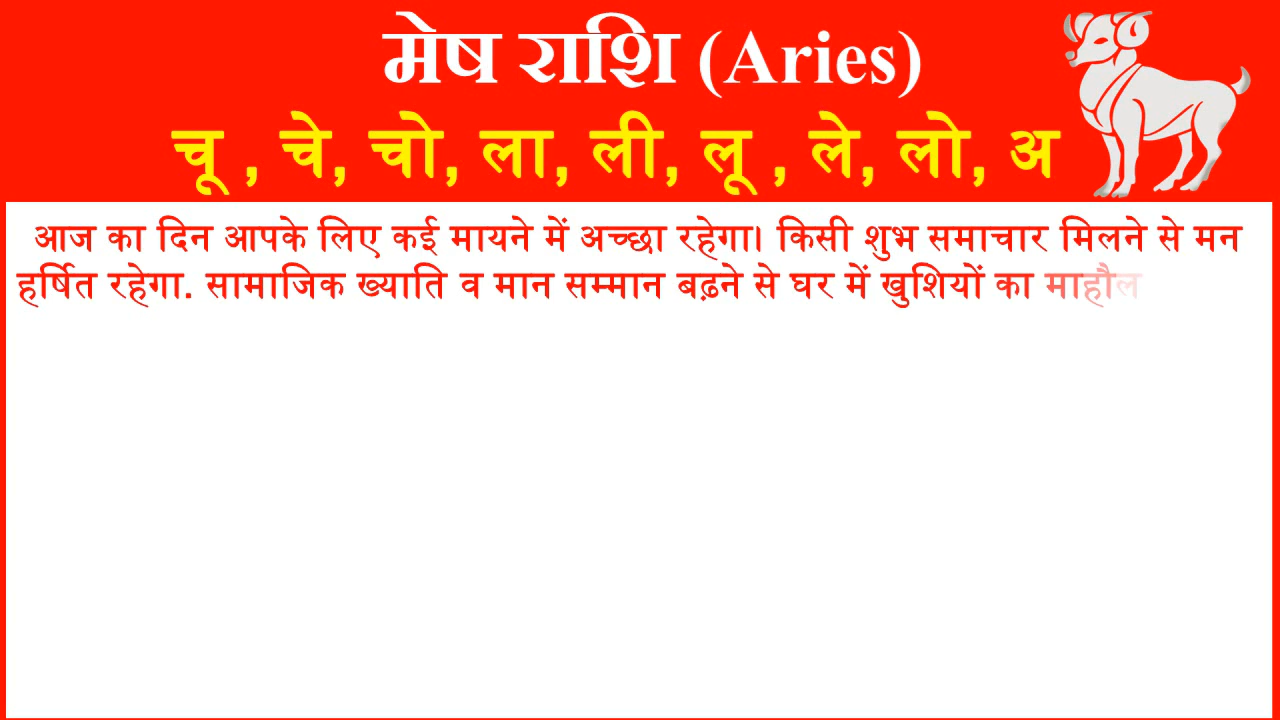 मेष राशि (Aries)
चू , चे, चो, ला, ली, लू , ले, लो, अ
आज का दिन आपके लिए कई मायने में अच्छा रहेगा। किसी शुभ समाचार मिलने से मन
हर्षित रहेगा. सामाजिक ख्याति व मान सम्मान बढ़ने से घर में खुशियों का माहौल